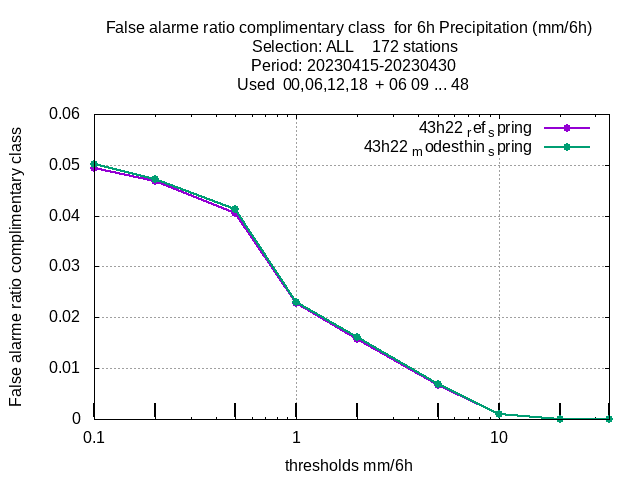 False alarme ratio complimentary class  for 6h Precipitation (mm/6h)
Selection: ALL    172 stations
Period: 20230415-20230430
Used  00,06,12,18  + 06 09 ... 48
43h22 ref spring
43h22 modesthin spring
False alarme ratio complimentary class
0.06
0.05
0.04
0.03
0.02
0.01
0
0.1
1
10
thresholds mm/6h